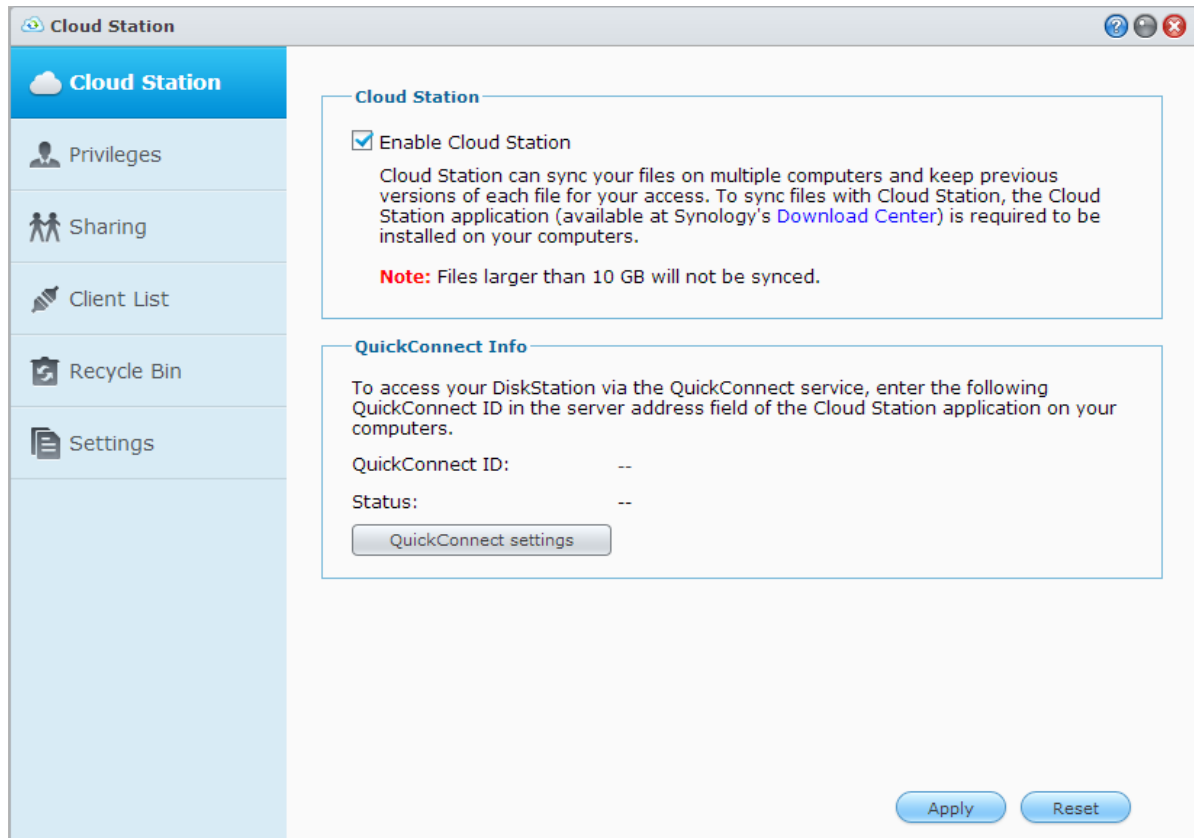 Cloud Station
Cloud Station
Privileges
Sharing
Client List
Recycle Bin
Settings
Cloud Station
Enable Cloud Station
Cloud Station can sync your files on multiple computers and keep previous
versions of each file for your access. To sync files with Cloud Station, the Cloud
Station application (available at Synology's Download Center) is required to be
installed on your computers.
Note: Files larger than 10 GB will not be synced.
QuickConnect Info
To access your DiskStation via the QuickConnect service, enter the following
QuickConnect ID in the server address field of the Cloud Station application on your
computers.
QuickConnect ID: --
Status: --
QuickConnect settings
Apply Reset